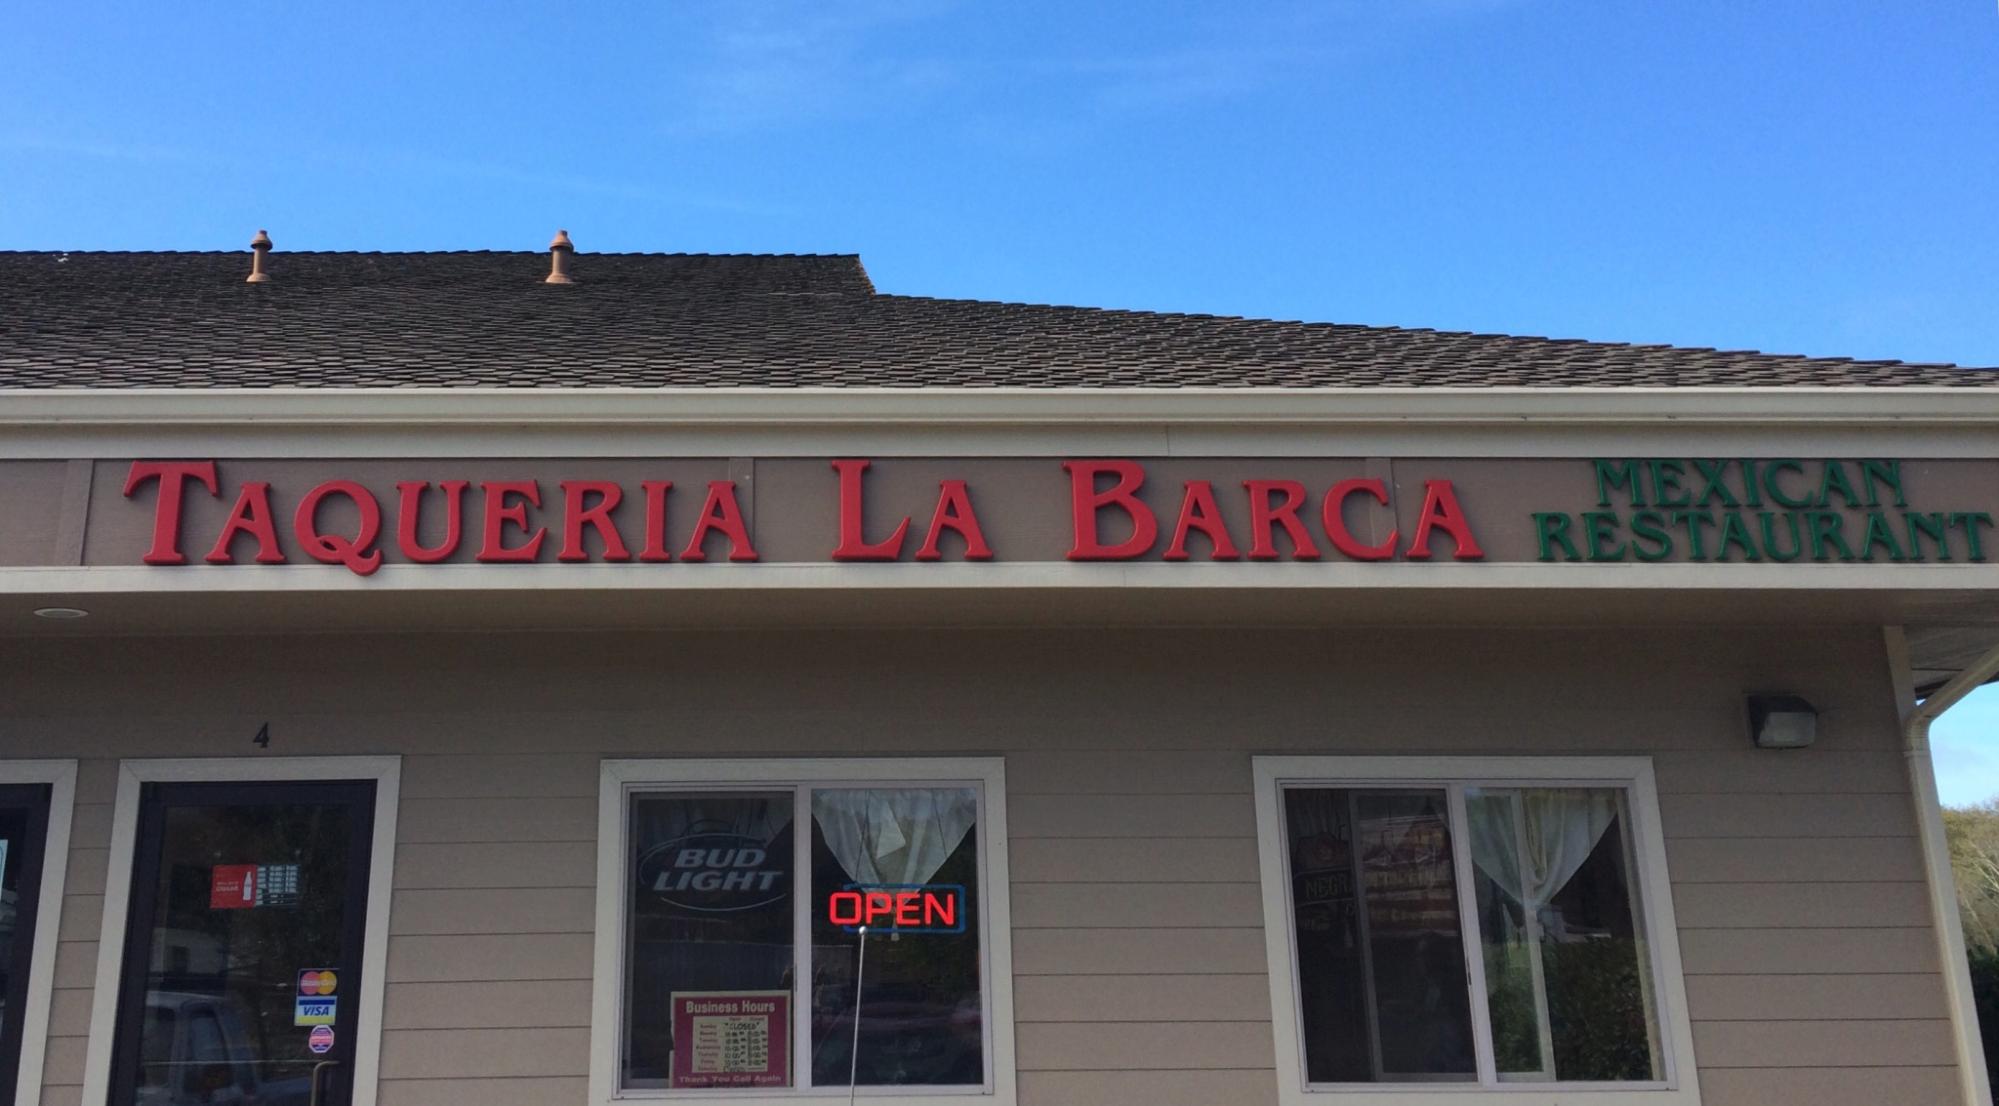 TAQUERIA LA BARCA
MEXICAN
RESTAURANT
4
BUD
LIGHT
OPEN
VISA
Business Hours
"CLOSED"
Thank You Call Again